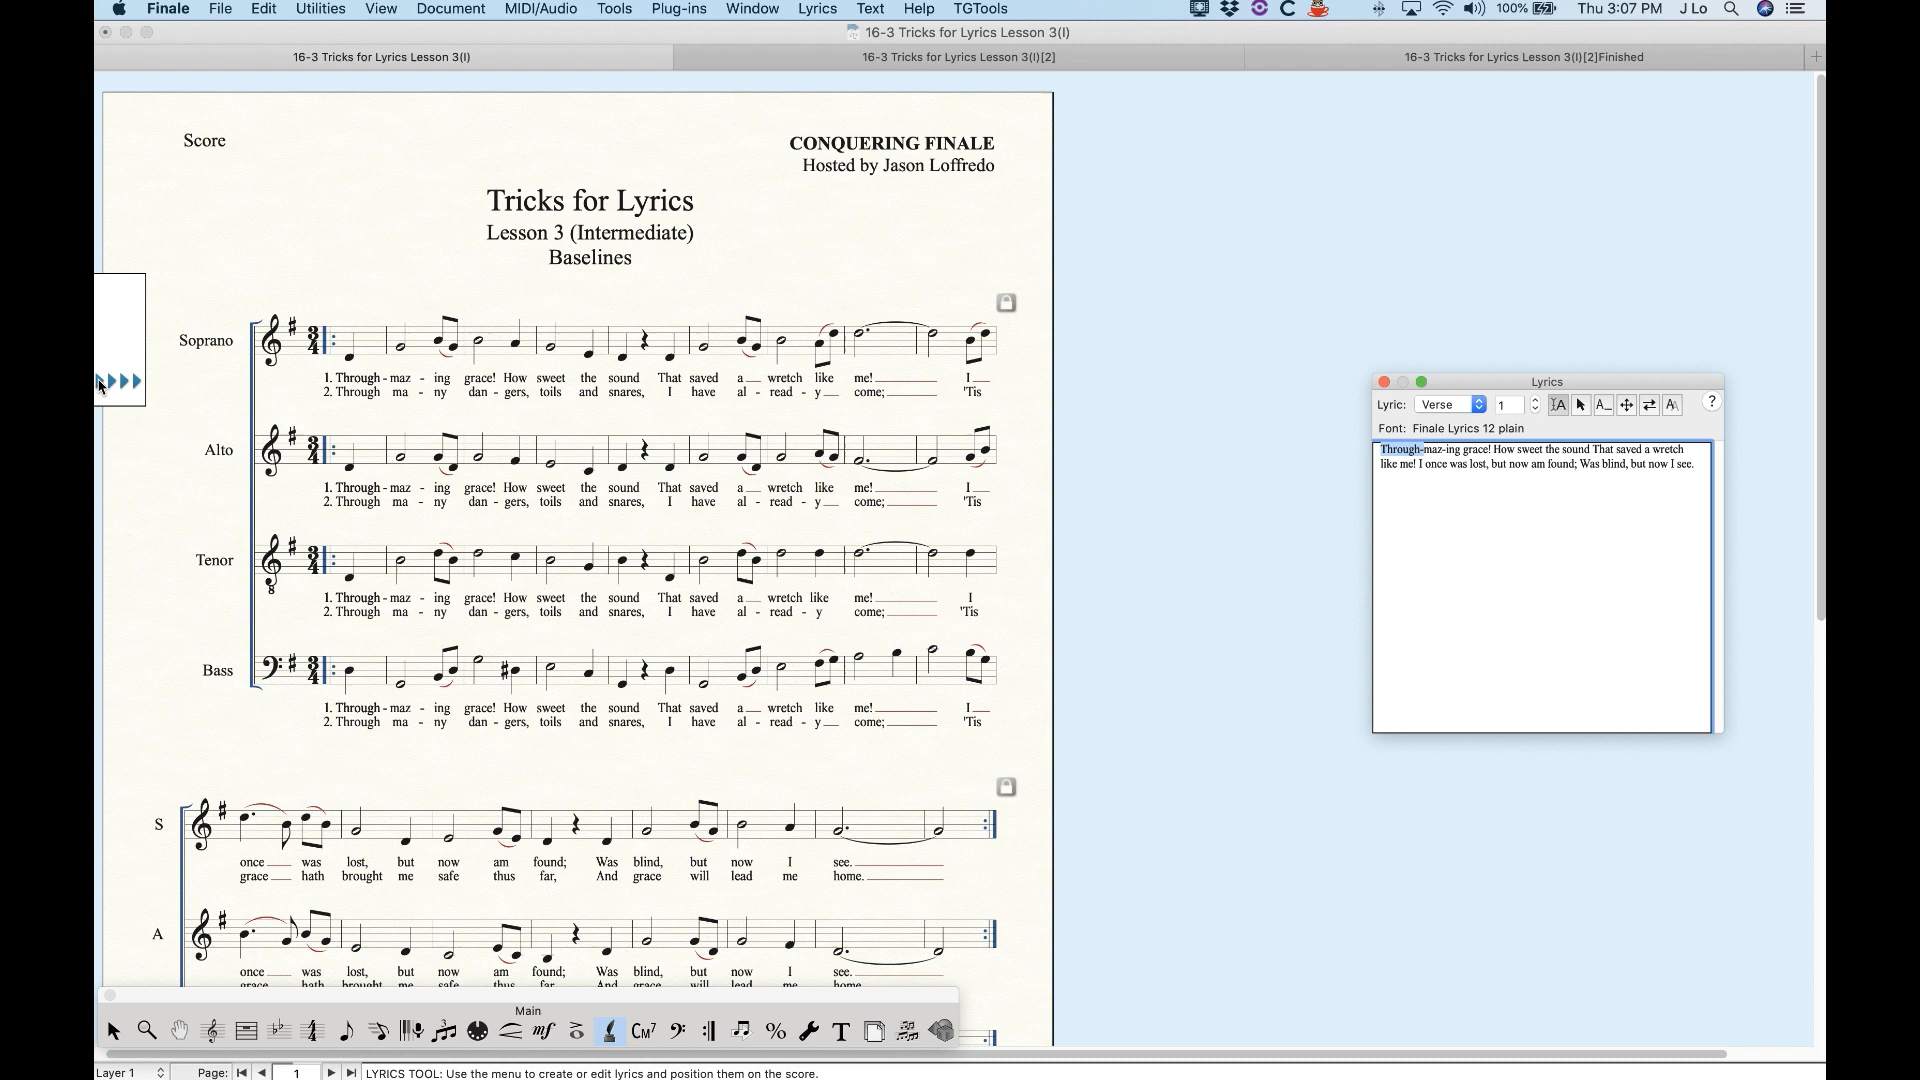 Finale File Edit Utilities View Document MIDI/Audio Tools Plug-ins Window Lyrics Text Help TGTools 100% Thu 3:07 PM J Lo
16-3 Tricks for Lyrics Lesson 3(I)
16-3 Tricks for Lyrics Lesson 3(I) 16-3 Tricks for Lyrics Lesson 3(I)[2] 16-3 Tricks for Lyrics Lesson 3(I)[2]Finished
Score
CONQUERING FINALE
Hosted by Jason Loffredo
Tricks for Lyrics
Lesson 3 (Intermediate)
Baselines
Soprano
1. Through - maz - ing grace! How sweet the sound That saved a wretch like me! I
2. Through ma - ny dan - gers, toils and snares, I have al - read - y come; 'Tis
Alto
1. Through - maz - ing grace! How sweet the sound That saved a wretch like me! I
2. Through ma - ny dan - gers, toils and snares, I have al - read - y come; 'Tis
Tenor
1. Through - maz - ing grace! How sweet the sound That saved a wretch like me! I
2. Through ma - ny dan - gers, toils and snares, I have al - read - y come; 'Tis
Bass
1. Through - maz - ing grace! How sweet the sound That saved a wretch like me! I
2. Through ma - ny dan - gers, toils and snares, I have al - read - y come; 'Tis
S
once was lost, but now am found; Was blind, but now I see.
grace hath brought me safe thus far, And grace will lead me home.
A
once was lost, but now am found; Was blind, but now I see.
grace hath brought me safe thus far, And grace will lead me home.
Lyrics
Lyric: Verse 1 ?
Font: Finale Lyrics 12 plain
Through-maz-ing grace! How sweet the sound That saved a wretch
like me! I once was lost, but now am found; Was blind, but now I see.
Main
Layer 1 Page: 1 LYRICS TOOL: Use the menu to create or edit lyrics and position them on the score.